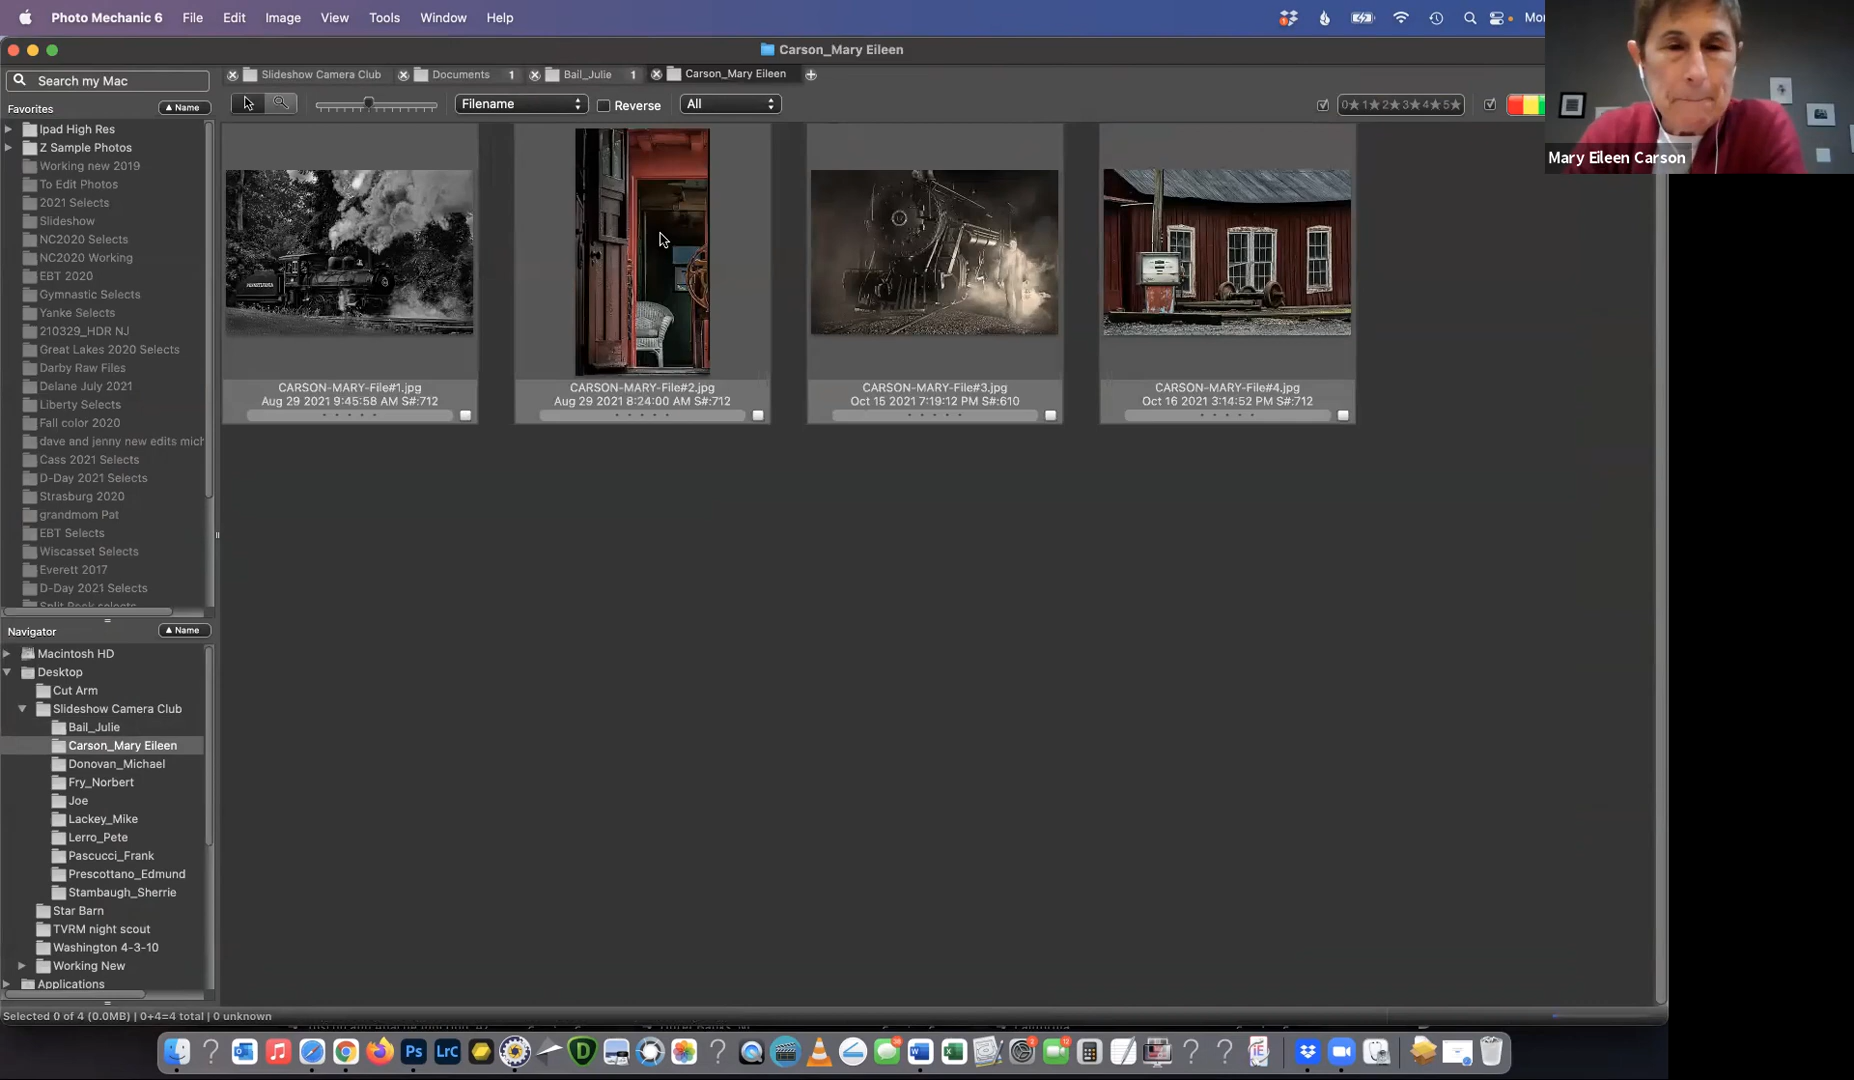 Photo Mechanic 6 File Edit Image View Tools Window Help
Carson_Mary Eileen
Search my Mac
Slideshow Camera Club Documents 1 Bail_Julie 1 Carson_Mary Eileen
Favorites Name
Filename Reverse All 0★1★2★3★4★5★
Ipad High Res
Z Sample Photos
Working new 2019
To Edit Photos
2021 Selects
Slideshow
NC2020 Selects
NC2020 Working
EBT 2020
Gymnastic Selects
Yanke Selects
210329_HDR NJ
Great Lakes 2020 Selects
Darby Raw Files
Delane July 2021
Liberty Selects
Fall color 2020
dave and jenny new edits mich
Cass 2021 Selects
D-Day 2021 Selects
Strasburg 2020
grandmom Pat
EBT Selects
Wiscasset Selects
Everett 2017
D-Day 2021 Selects
Navigator Name
Macintosh HD
Desktop
Cut Arm
Slideshow Camera Club
Bail_Julie
Carson_Mary Eileen
Donovan_Michael
Fry_Norbert
Joe
Lackey_Mike
Lerro_Pete
Pascucci_Frank
Prescottano_Edmund
Stambaugh_Sherrie
Star Barn
TVRM night scout
Washington 4-3-10
Working New
Applications
Selected 0 of 4 (0.0MB) | 0+4=4 total | 0 unknown
CARSON-MARY-File#1.jpg
Aug 29 2021 9:45:58 AM S#:712
CARSON-MARY-File#2.jpg
Aug 29 2021 8:24:00 AM S#:712
CARSON-MARY-File#3.jpg
Oct 15 2021 7:19:12 PM S#:610
CARSON-MARY-File#4.jpg
Oct 16 2021 3:14:52 PM S#:712
Mary Eileen Carson
Ps LrC